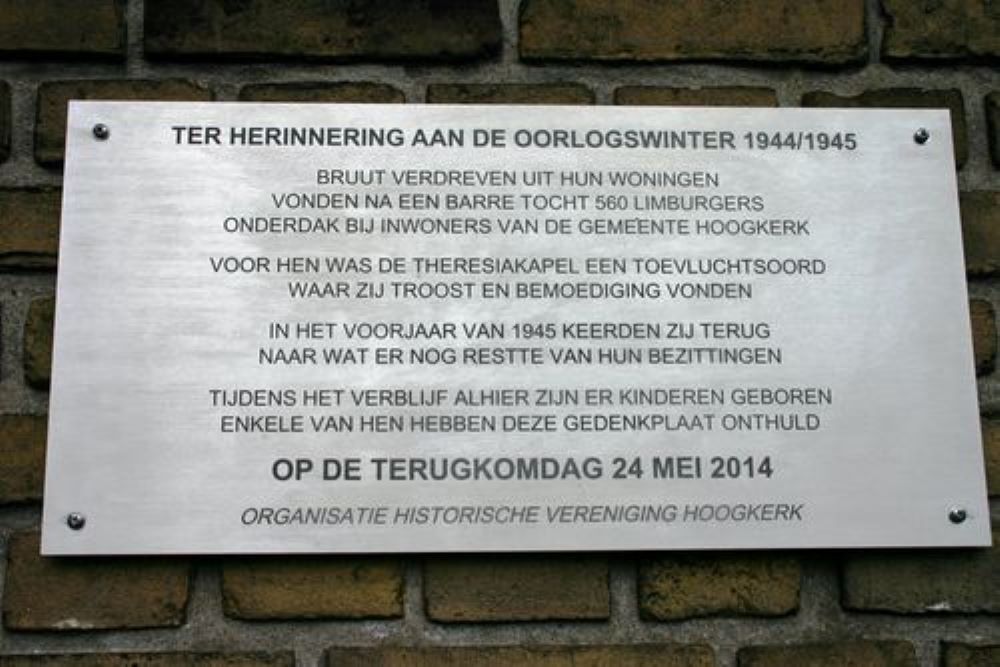 TER HERINNERING AAN DE OORLOGSWINTER 1944/1945
BRUUT VERDREVEN UIT HUN WONINGEN
VONDEN NA EEN BARRE TOCHT 560 LIMBURGERS
ONDERDAK BIJ INWONERS VAN DE GEMEENTE HOOGKERK
VOOR HEN WAS DE THERESIAKAPEL EEN TOEVLUCHTSOORD
WAAR ZIJ TROOST EN BEMOEDIGING VONDEN
IN HET VOORJAAR VAN 1945 KEERDEN ZIJ TERUG
NAAR WAT ER NOG RESTTE VAN HUN BEZITTINGEN
TIJDENS HET VERBLIJF ALHIER ZIJN ER KINDEREN GEBOREN
ENKELE VAN HEN HEBBEN DEZE GEDENKPLAAT ONTHULD
OP DE TERUGKOMDAG 24 MEI 2014
ORGANISATIE HISTORISCHE VERENIGING HOOGKERK